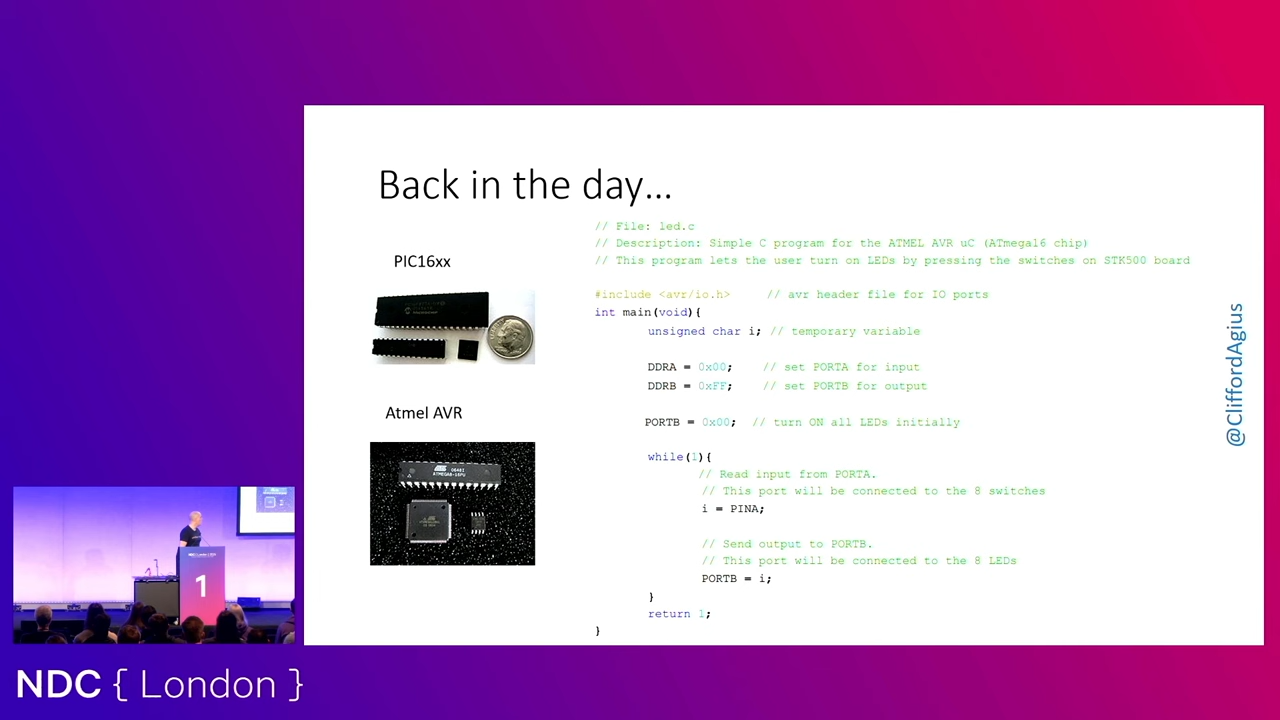 Back in the day...
PIC16xx
Atmel AVR
// File: led.c
// Description: Simple C program for the ATMEL AVR uC (ATmega16 chip)
// This program lets the user turn on LEDs by pressing the switches on STK500 board
#include <avr/io.h> // avr header file for IO ports
int main(void){
unsigned char i; // temporary variable
DDRA = 0x00; // set PORTA for input
DDRB = 0xFF; // set PORTB for output
PORTB = 0x00; // turn ON all LEDs initially
while(1){
// Read input from PORTA.
// This port will be connected to the 8 switches
i = PINA;
// Send output to PORTB.
// This port will be connected to the 8 LEDs
PORTB = i;
}
return 1;
}
@CliffordAgius
1
NDC { London }